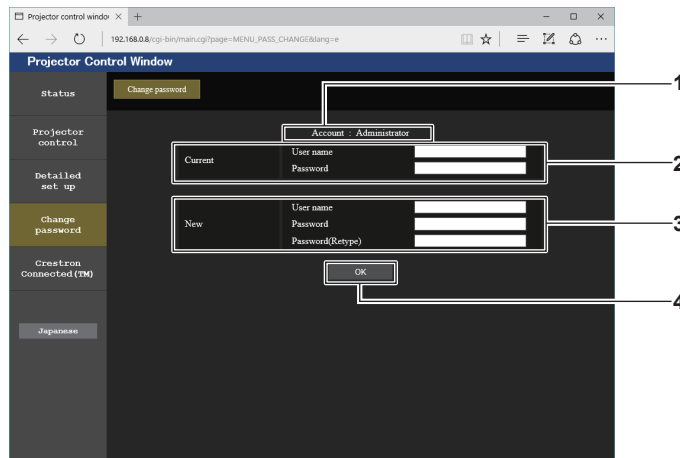 Projector control window
192.168.0.8/cgi-bin/main.cgi?page=MENU_PASS_CHANGE&lang=e
Projector Control Window
Status
Change password
1
Account : Administrator
Projector control
Current
User name
Password
2
Detailed set up
Change password
New
User name
Password
Password(Retype)
3
OK
Crestron Connected(TM)
4
Japanese